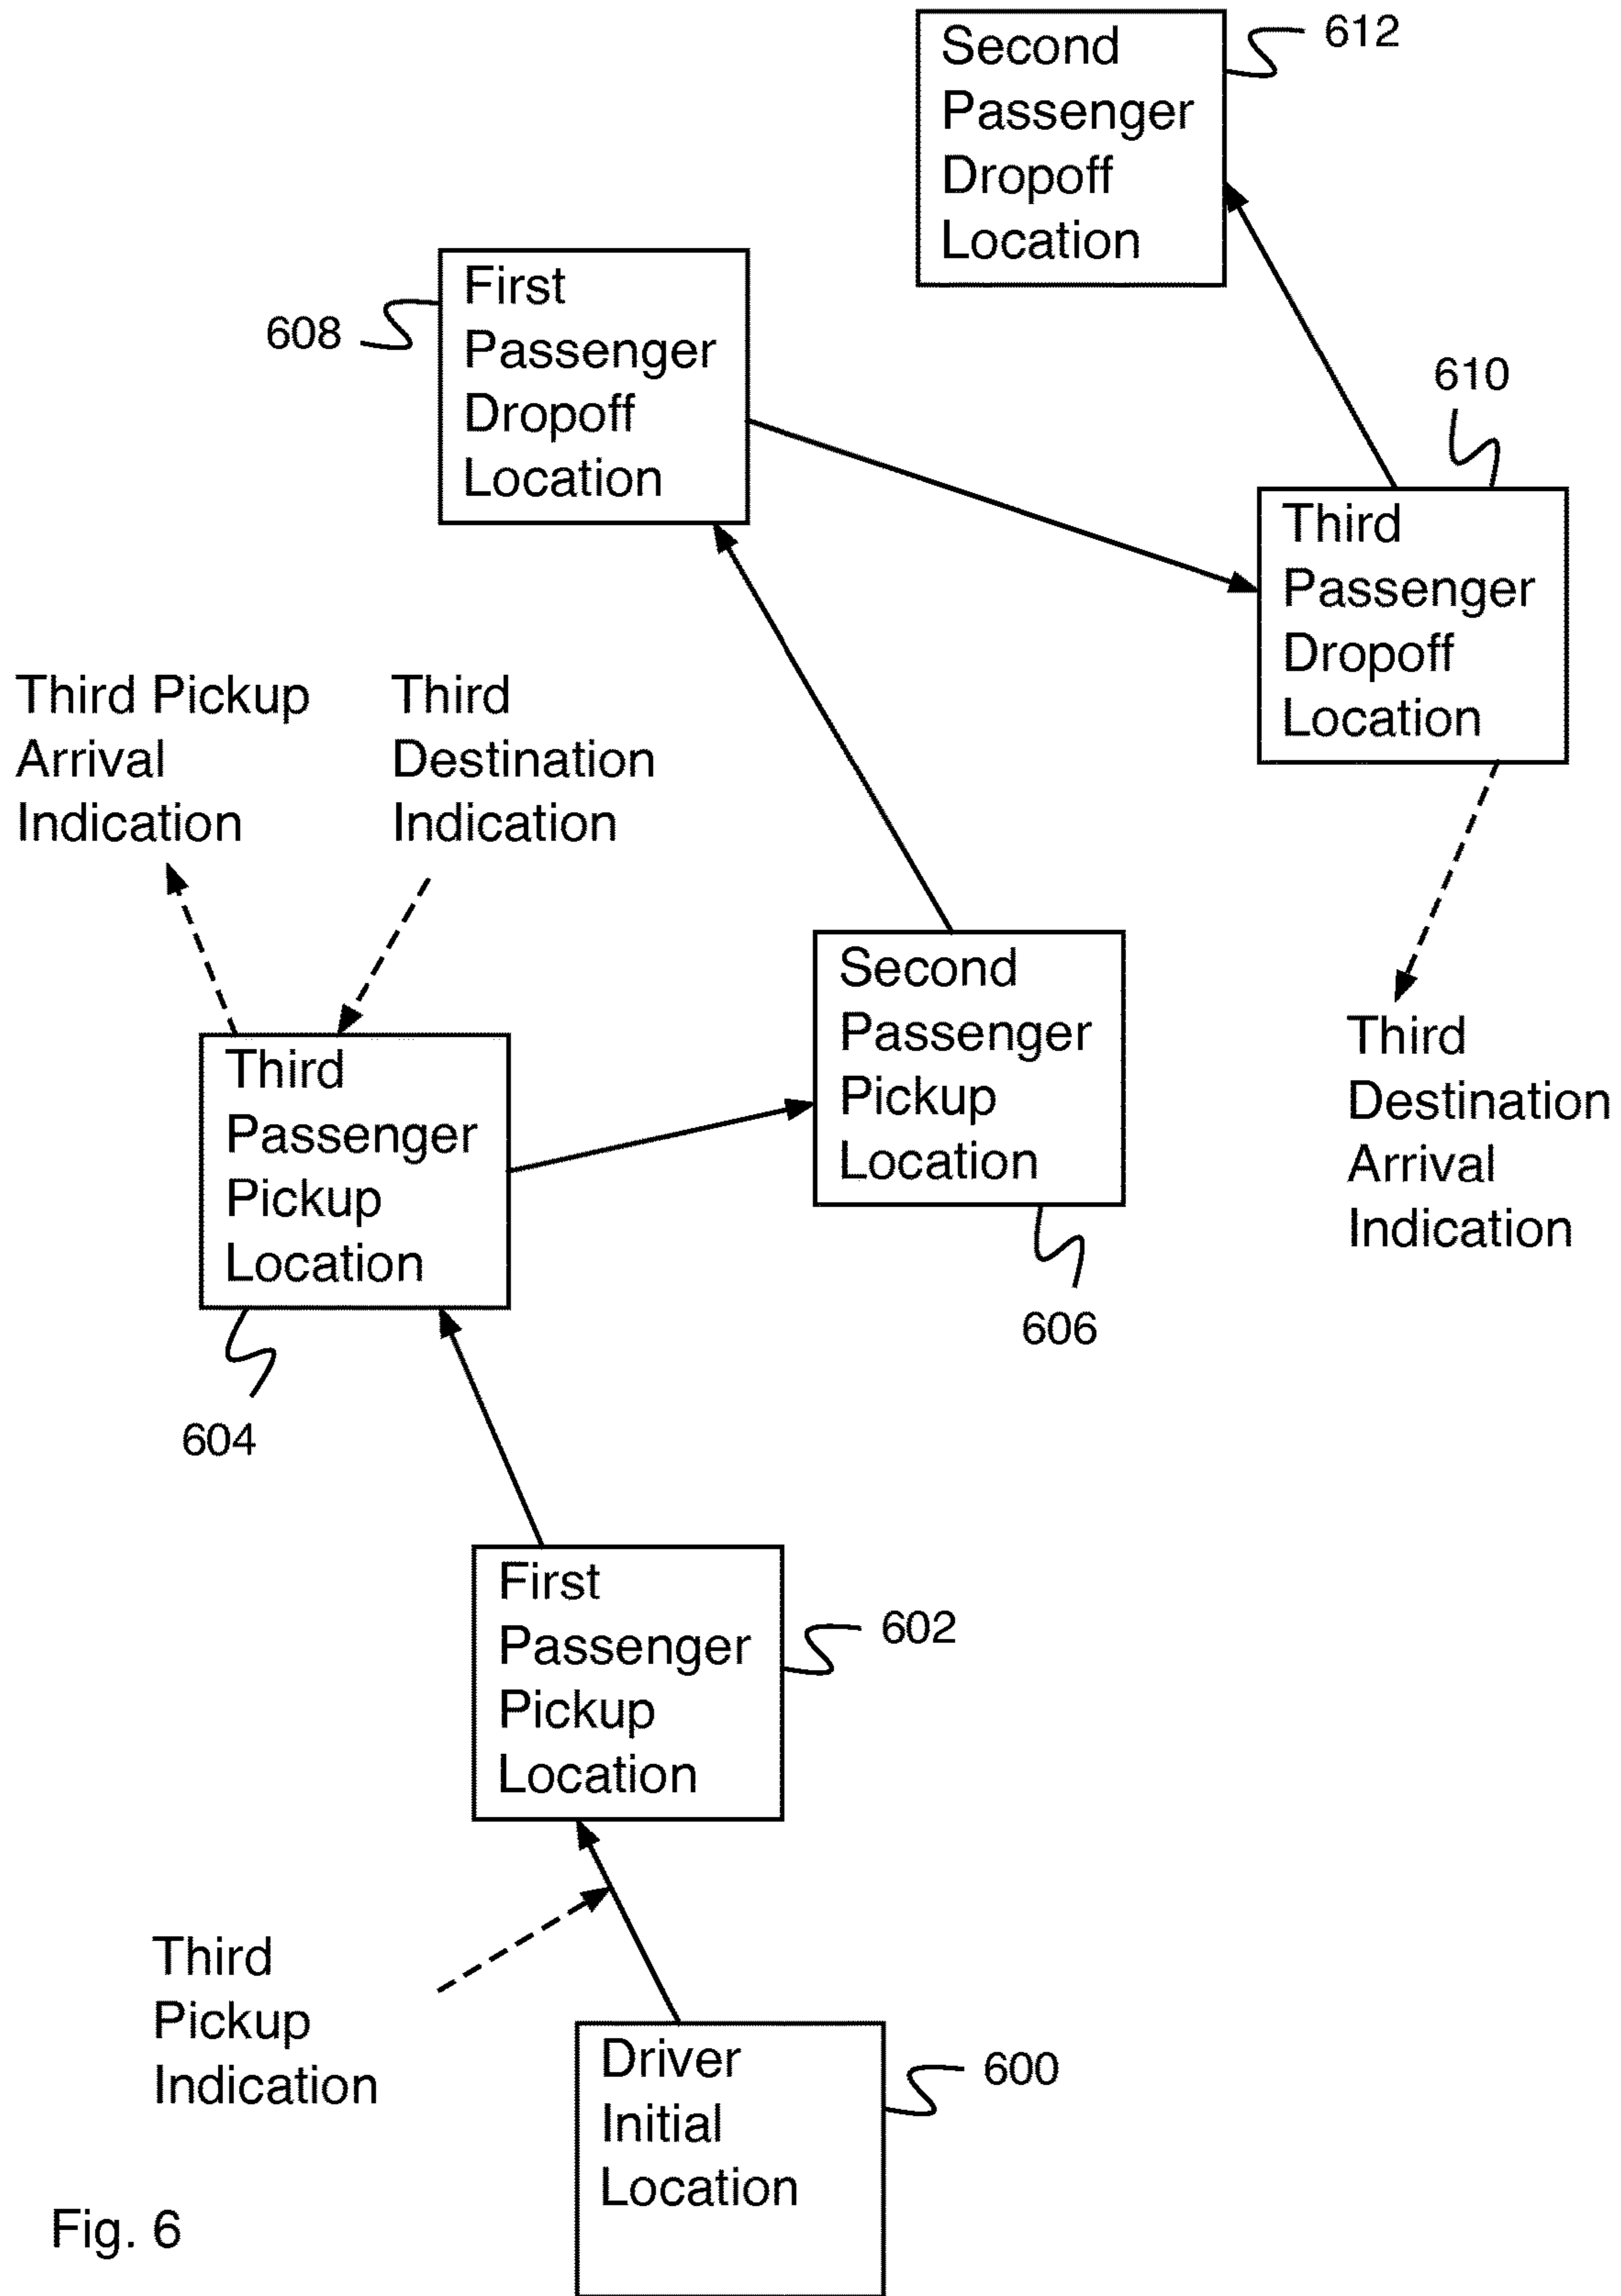 Second
Passenger
Dropoff
Location
612
First
Passenger
Dropoff
Location
608
610
Third
Passenger
Dropoff
Location
Third Pickup
Arrival
Indication
Third
Destination
Indication
Second
Passenger
Pickup
Location
606
Third
Destination
Arrival
Indication
Third
Passenger
Pickup
Location
604
First
Passenger
Pickup
Location
602
Third
Pickup
Indication
Driver
Initial
Location
600
Fig. 6